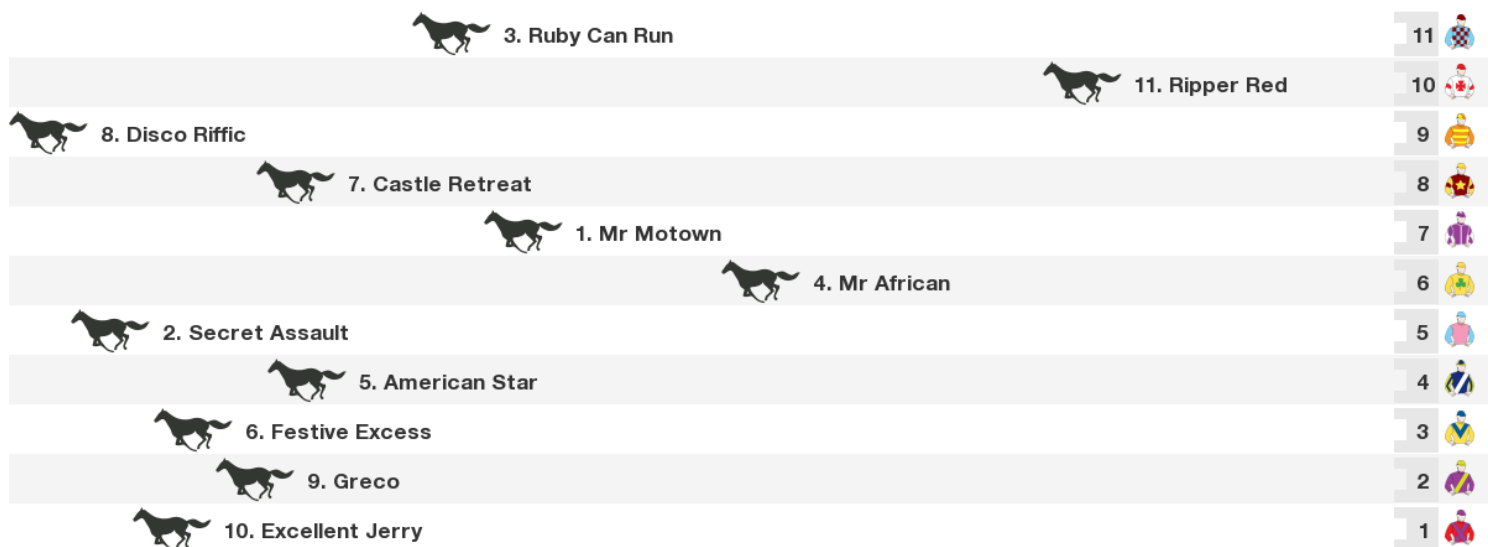 3. Ruby Can Run 11
11. Ripper Red 10
8. Disco Riffic 9
7. Castle Retreat 8
1. Mr Motown 7
4. Mr African 6
2. Secret Assault 5
5. American Star 4
6. Festive Excess 3
9. Greco 2
10. Excellent Jerry 1